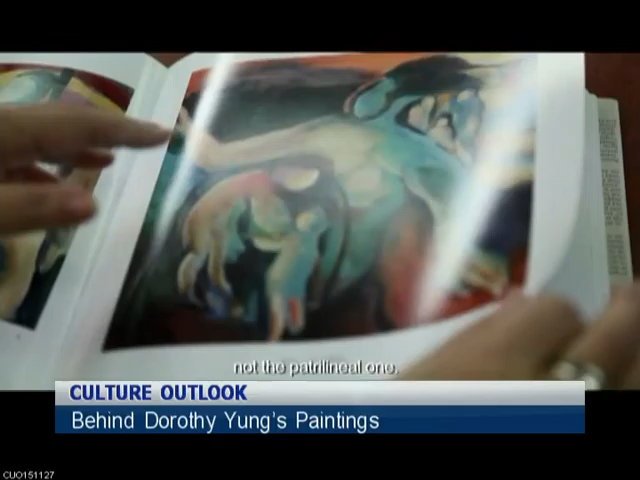 not the patrilineal one.
CULTURE OUTLOOK
Behind Dorothy Yung's Paintings
CUO151127